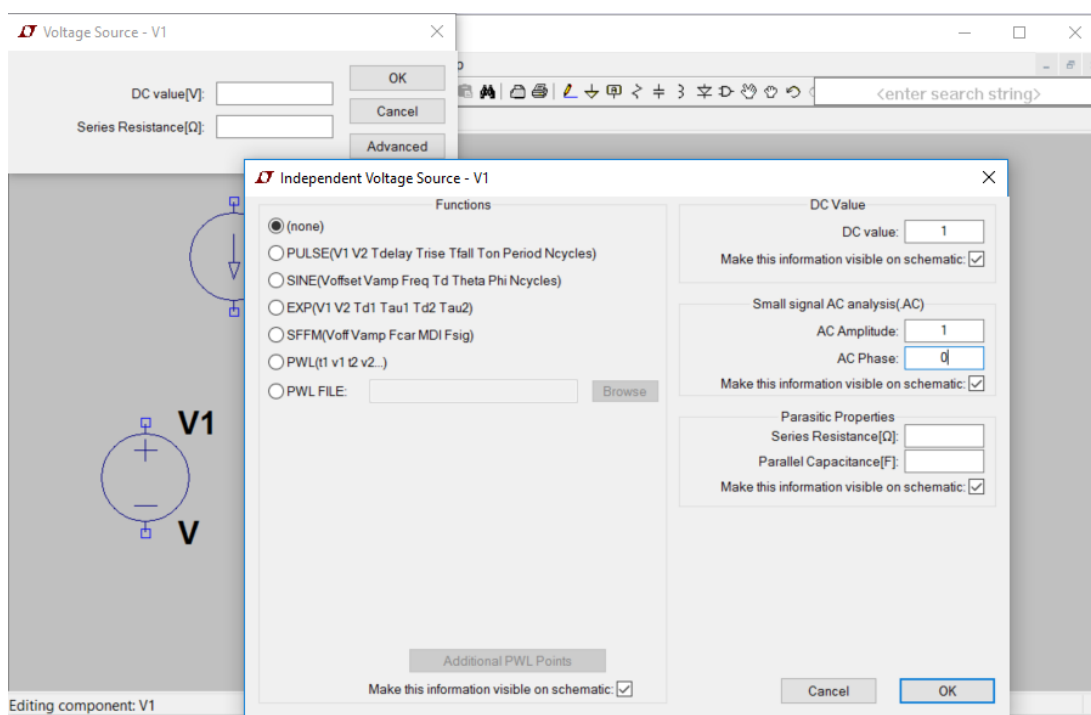 Voltage Source - V1
DC value[V]:
OK
Series Resistance[Ω]:
Cancel
Advanced
<enter search string>
Independent Voltage Source - V1
Functions
(none)
PULSE(V1 V2 Tdelay Trise Tfall Ton Period Ncycles)
SINE(Voffset Vamp Freq Td Theta Phi Ncycles)
EXP(V1 V2 Td1 Tau1 Td2 Tau2)
SFFM(Voff Vamp Fcar MDI Fsig)
PWL(t1 v1 t2 v2...)
PWL FILE:
Browse
Additional PWL Points
Make this information visible on schematic:
DC Value
DC value: 1
Make this information visible on schematic:
Small signal AC analysis(.AC)
AC Amplitude: 1
AC Phase: 0
Make this information visible on schematic:
Parasitic Properties
Series Resistance[Ω]:
Parallel Capacitance[F]:
Make this information visible on schematic:
Cancel
OK
V1
V
Editing component: V1